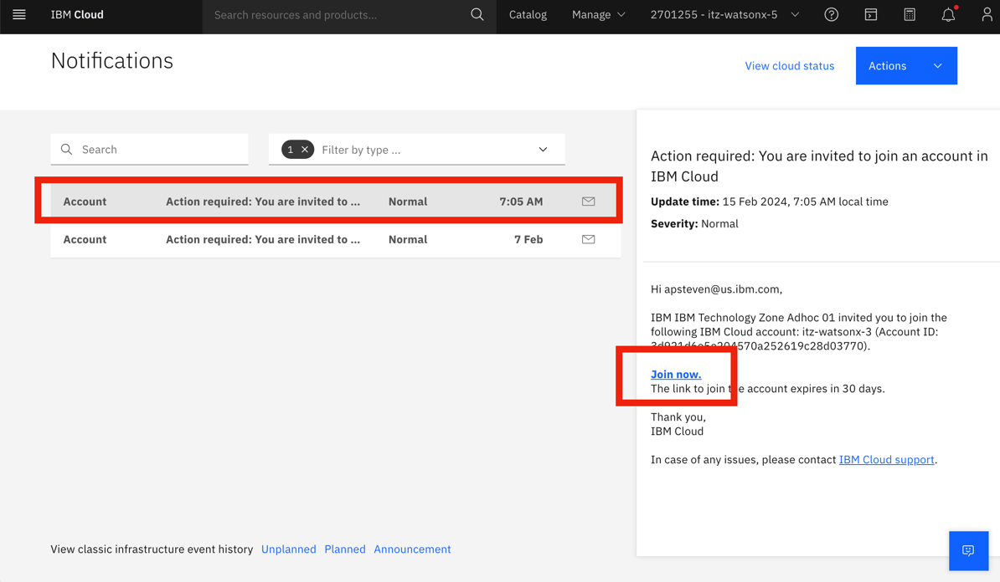 IBM Cloud
Search resources and products...
Catalog
Manage
2701255 - itz-watsonx-5
Notifications
View cloud status
Actions
Search
1
Filter by type ...
Account Action required: You are invited to ... Normal 7:05 AM
Account Action required: You are invited to ... Normal 7 Feb
Action required: You are invited to join an account in
IBM Cloud
Update time: 15 Feb 2024, 7:05 AM local time
Severity: Normal
Hi apsteven@us.ibm.com,
IBM IBM Technology Zone Adhoc 01 invited you to join the
following IBM Cloud account: itz-watsonx-3 (Account ID:
Join now.
The link to join the account expires in 30 days.
Thank you,
IBM Cloud
In case of any issues, please contact IBM Cloud support.
View classic infrastructure event history Unplanned Planned Announcement